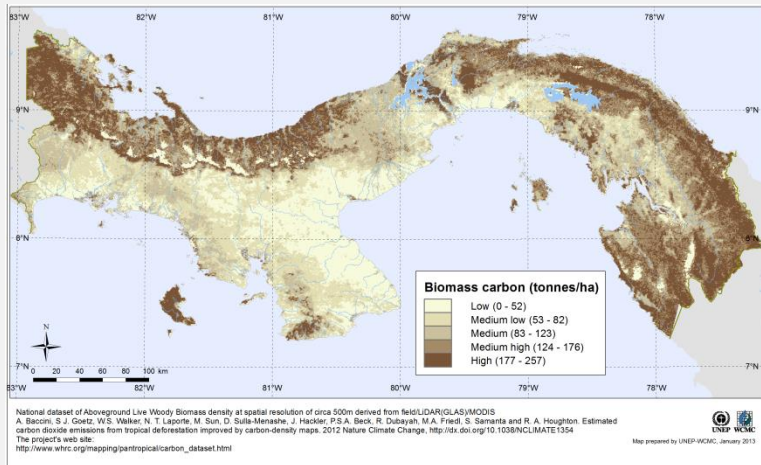 83°W 82°W 81°W 80°W 79°W 78°W
9°N 9°N
8°N 8°N
Biomass carbon (tonnes/ha)
Low (0 - 52)
Medium low (53 - 82)
Medium (83 - 123)
Medium high (124 - 176)
High (177 - 257)
N
7°N 7°N
0 20 40 60 80 100 km
83°W 82°W 81°W 80°W 79°W 78°W
National dataset of Aboveground Live Woody Biomass density at spatial resolution of circa 500m derived from field/LiDAR(GLAS)/MODIS
A. Baccini, S J. Goetz, W.S. Walker, N. T. Laporte, M. Sun, D. Sulla-Menashe, J. Hackler, P.S.A. Beck, R. Dubayah, M.A. Friedl, S. Samanta and R. A. Houghton. Estimated
carbon dioxide emissions from tropical deforestation improved by carbon-density maps. 2012 Nature Climate Change, http://dx.doi.org/10.1038/NCLIMATE1354
The project's web site:
http://www.whrc.org/mapping/pantropical/carbon_dataset.html
UNEP WCMC
Map prepared by UNEP-WCMC, January 2013